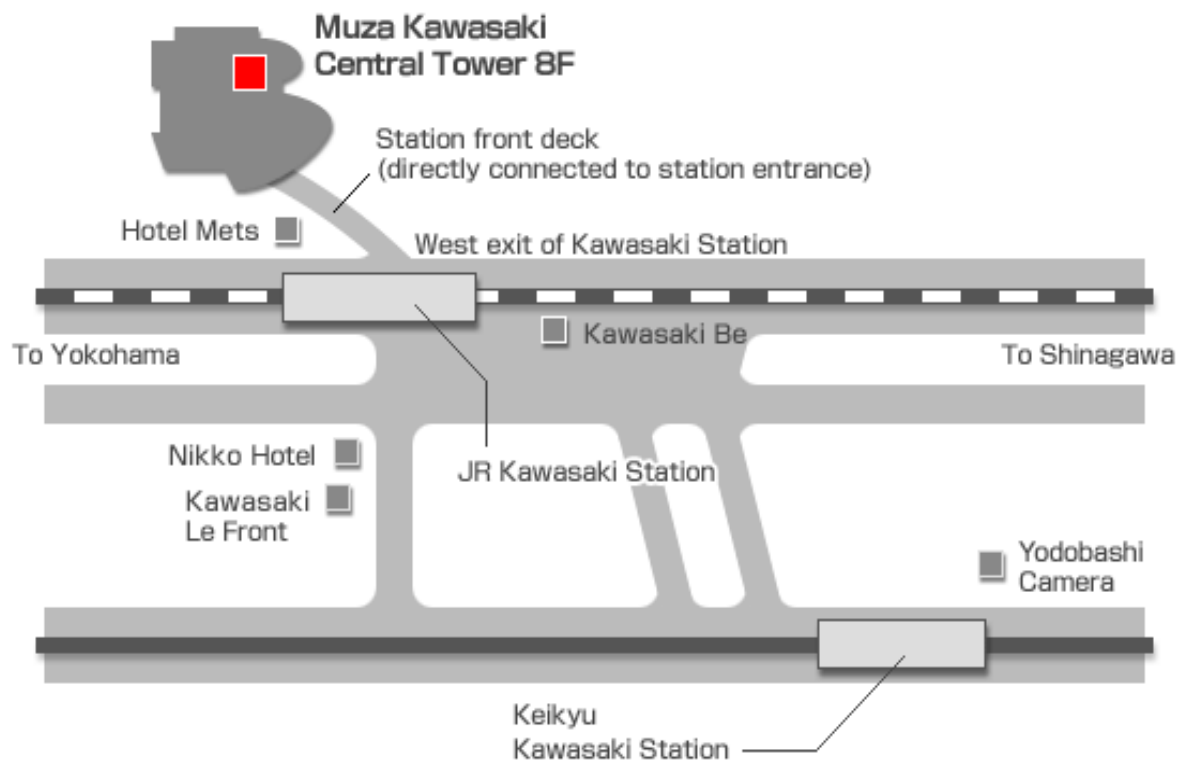 Muza Kawasaki
Central Tower 8F
Station front deck
(directly connected to station entrance)
Hotel Mets
West exit of Kawasaki Station
Kawasaki Be
To Yokohama
To Shinagawa
Nikko Hotel
JR Kawasaki Station
Kawasaki
Le Front
Yodobashi
Camera
Keikyu
Kawasaki Station